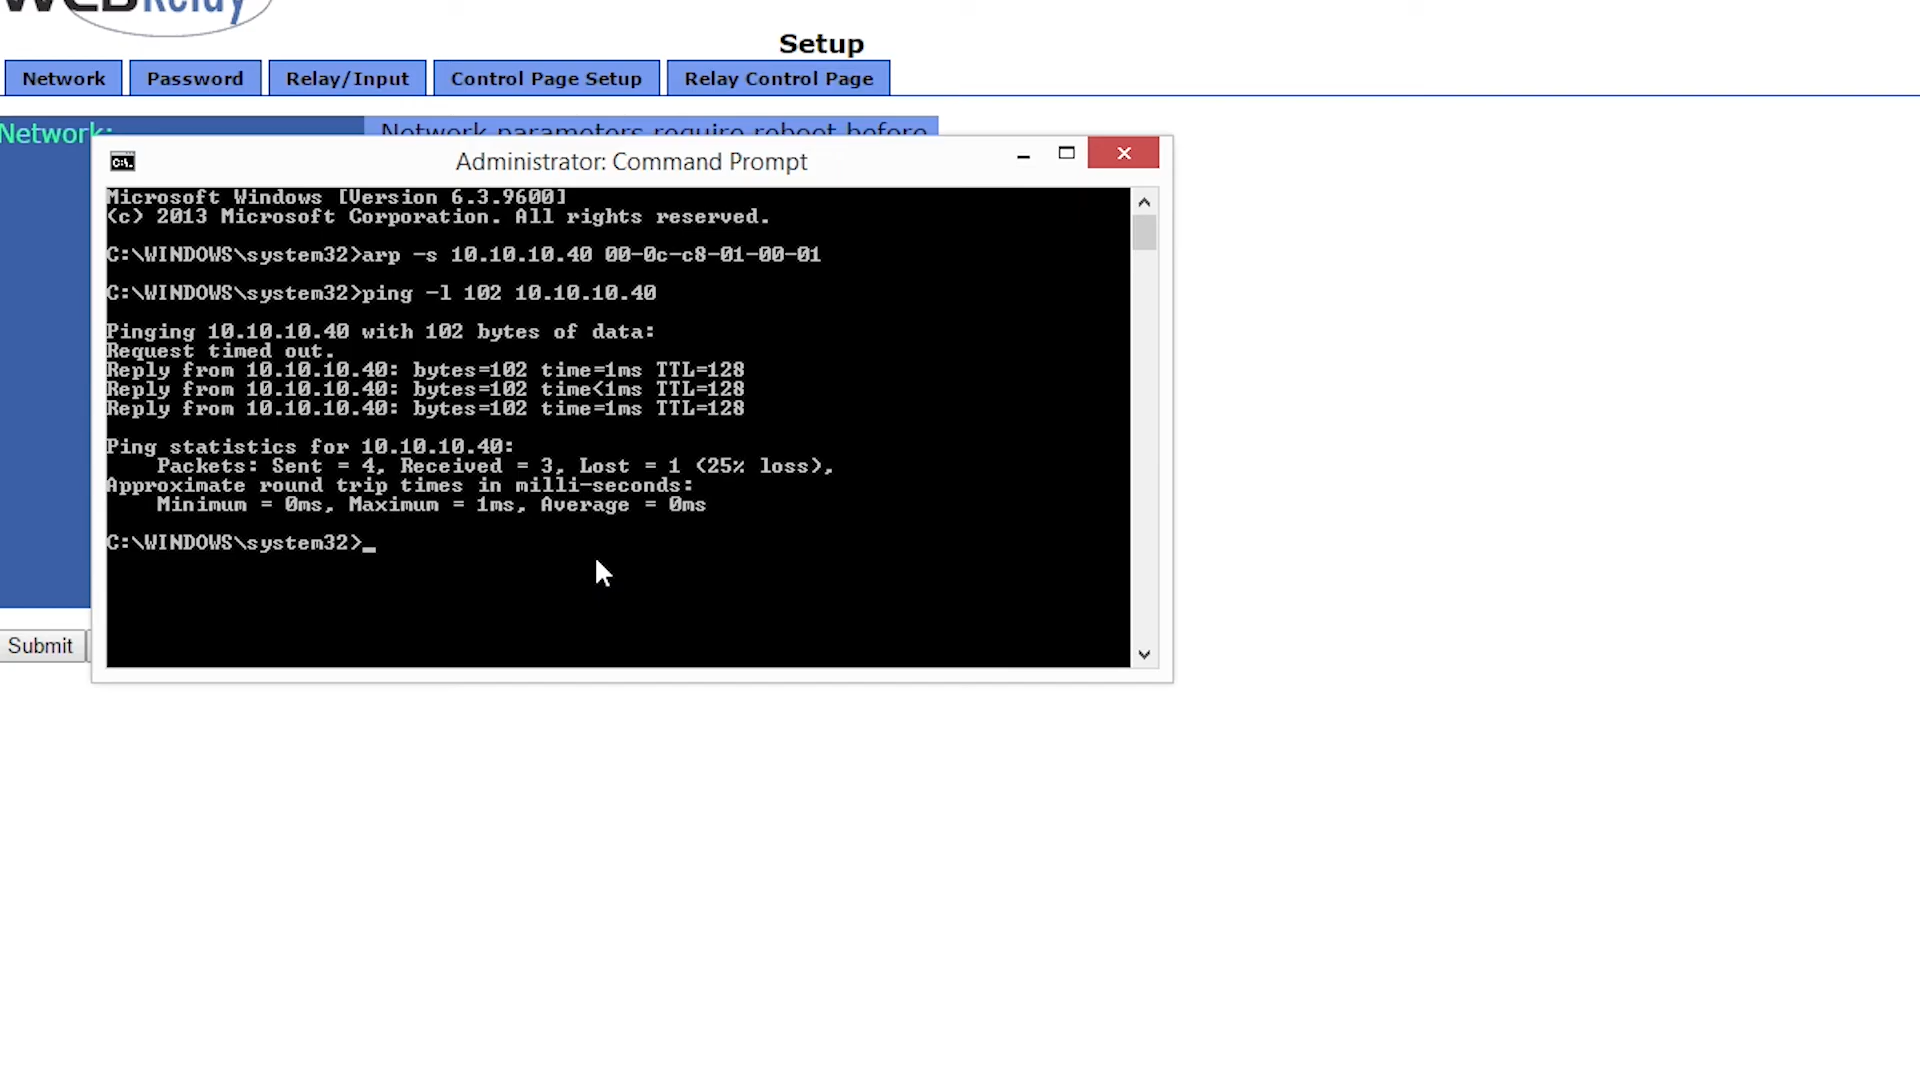 WEBRelay
Setup
Network
Password
Relay/Input
Control Page Setup
Relay Control Page
Network:
Network parameters require reboot before
Administrator: Command Prompt
Microsoft Windows [Version 6.3.9600]
(c) 2013 Microsoft Corporation. All rights reserved.
C:\WINDOWS\system32>arp -s 10.10.10.40 00-0c-c8-01-00-01
C:\WINDOWS\system32>ping -l 102 10.10.10.40
Pinging 10.10.10.40 with 102 bytes of data:
Request timed out.
Reply from 10.10.10.40: bytes=102 time=1ms TTL=128
Reply from 10.10.10.40: bytes=102 time<1ms TTL=128
Reply from 10.10.10.40: bytes=102 time=1ms TTL=128
Ping statistics for 10.10.10.40:
Packets: Sent = 4, Received = 3, Lost = 1 (25% loss),
Approximate round trip times in milli-seconds:
Minimum = 0ms, Maximum = 1ms, Average = 0ms
C:\WINDOWS\system32>_
Submit